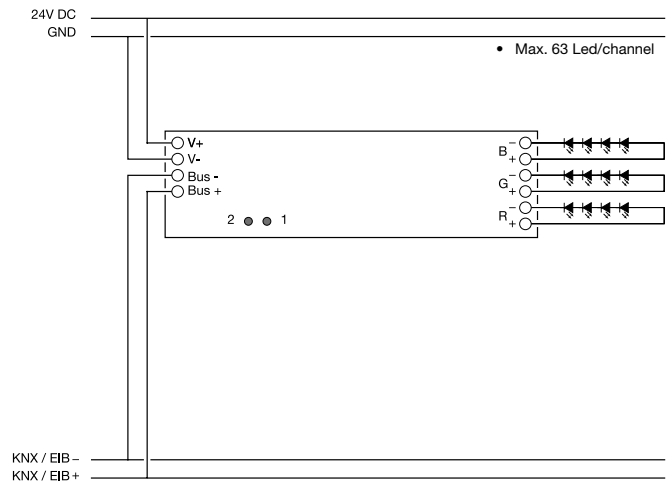 24V DC
GND
• Max. 63 Led/channel
V+
V-
Bus -
Bus +
2 1
B - +
G - +
R - +
KNX / EIB -
KNX / EIB +